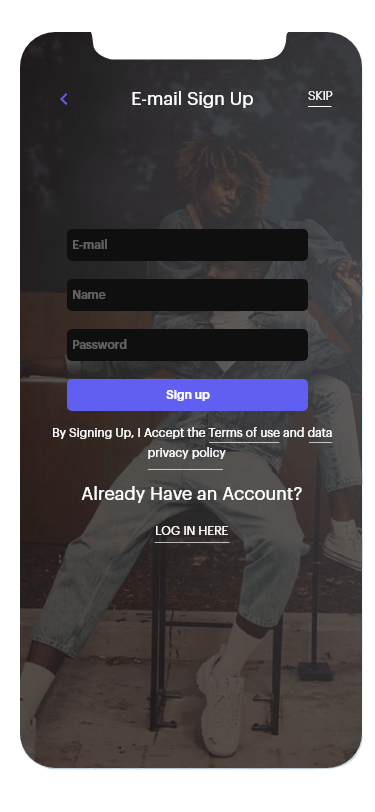 E-mail Sign Up
SKIP
E-mail
Name
Password
Sign up
By Signing Up, I Accept the Terms of use and data
privacy policy
Already Have an Account?
LOG IN HERE